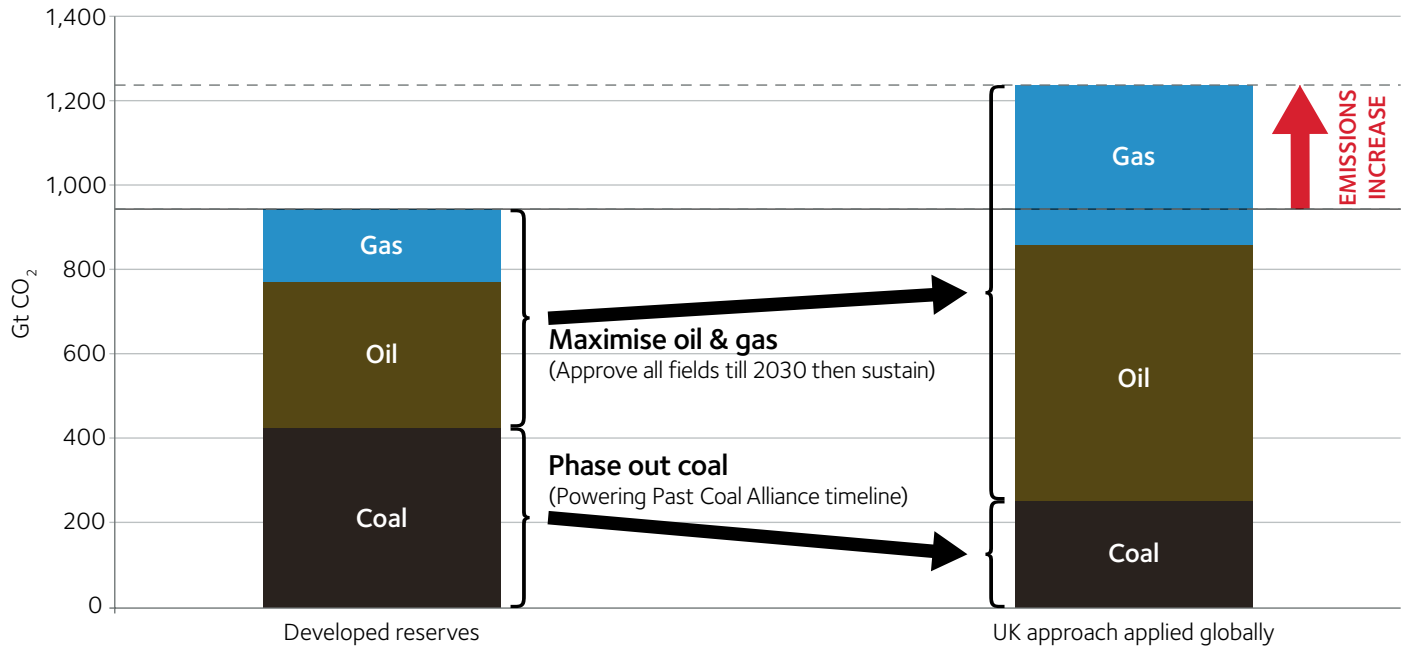 1,400
1,200
1,000
800
600
400
200
0
Gt CO₂
Gas
Oil
Coal
Developed reserves
Maximise oil & gas
(Approve all fields till 2030 then sustain)
Phase out coal
(Powering Past Coal Alliance timeline)
Gas
Oil
Coal
UK approach applied globally
EMISSIONS
INCREASE